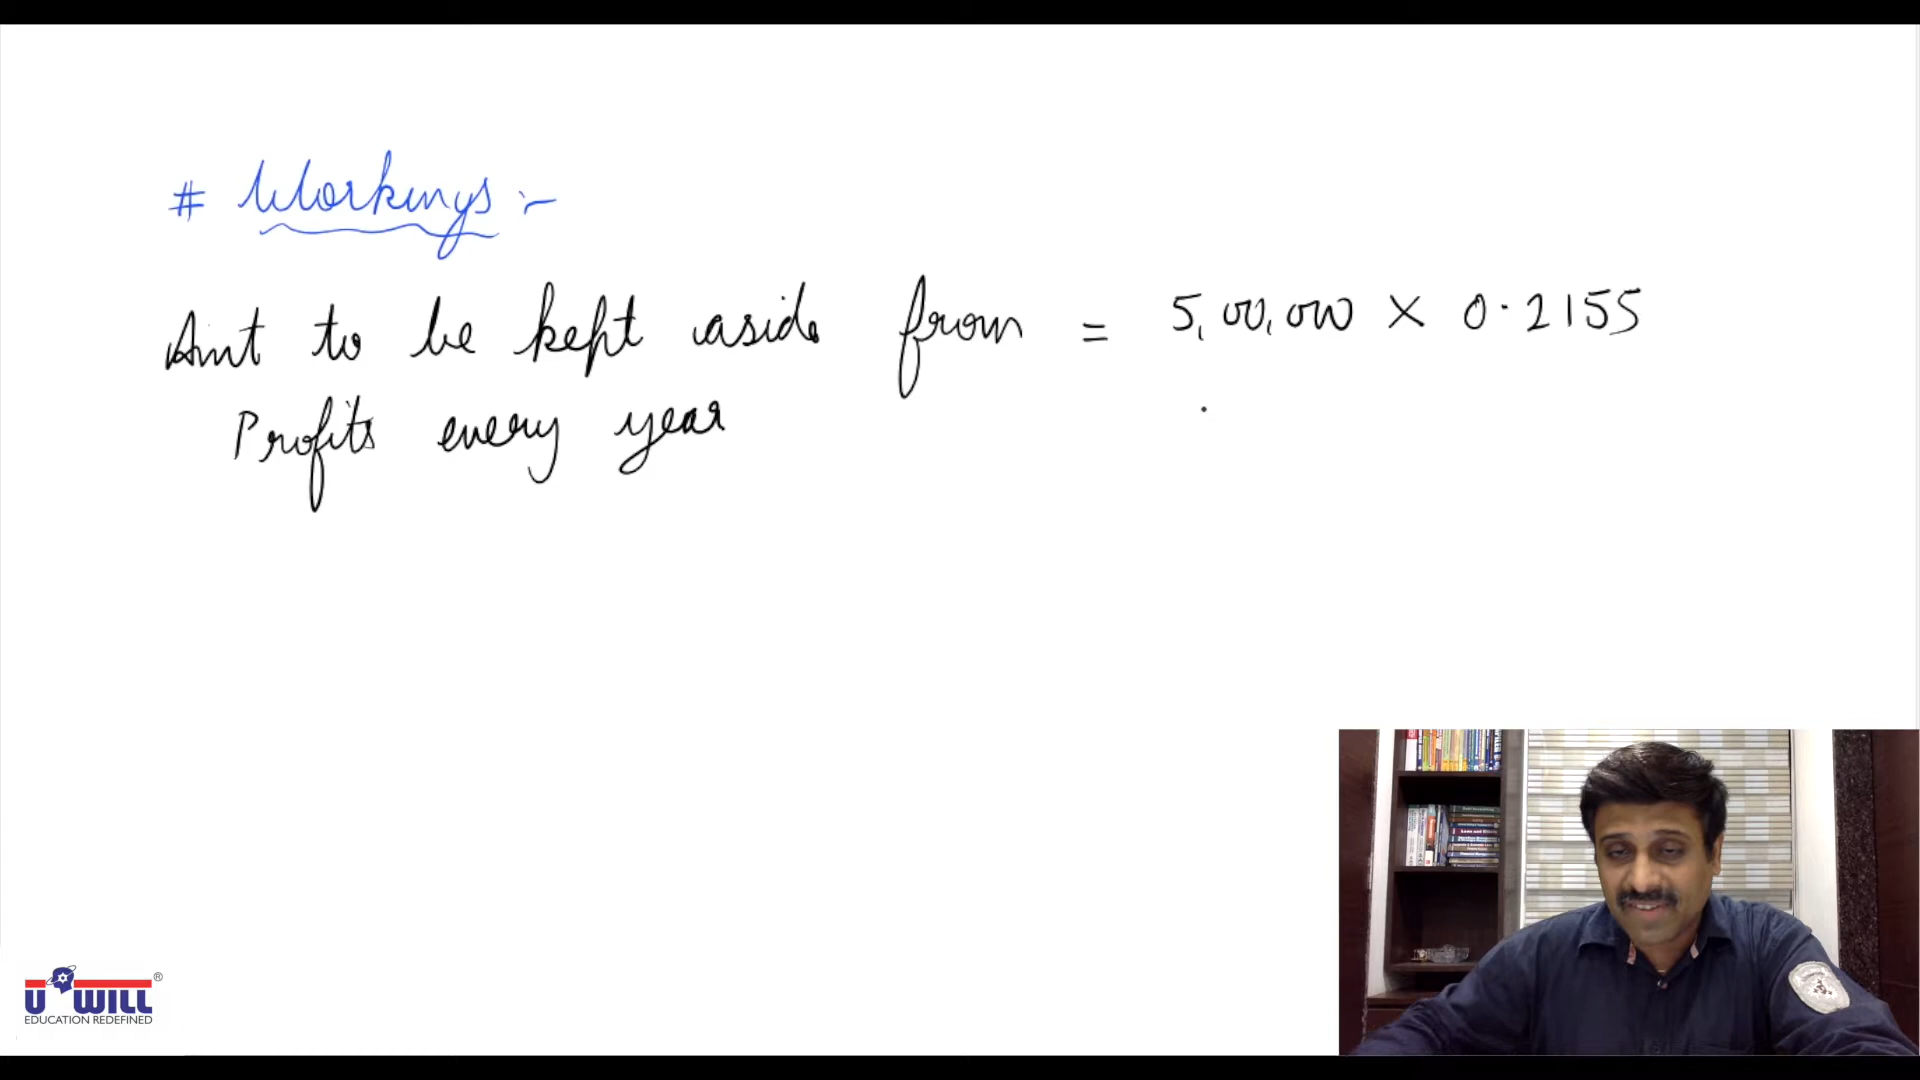 # Workings :-
Amt to be kept aside from = 5,00,000 × 0.2155
Profits every year
U WILL ®
EDUCATION REDEFINED